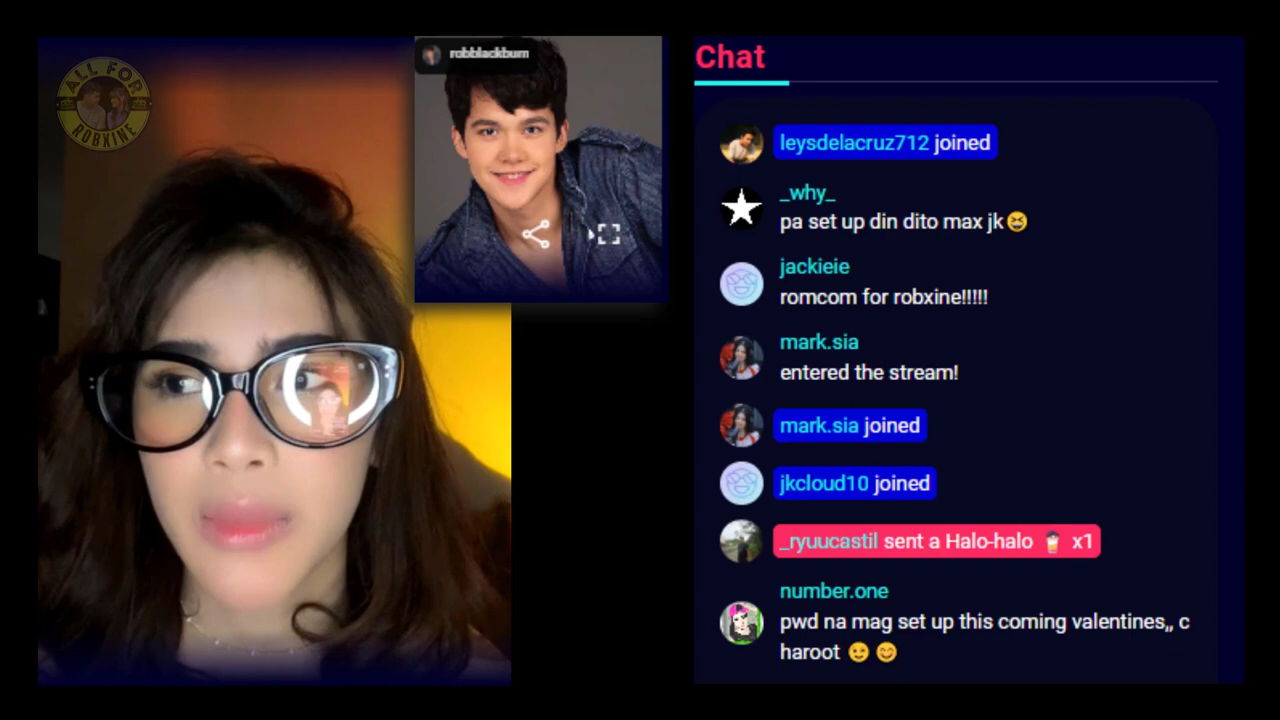 ALL FOR
ROBXINE
robblackburn
Chat
leysdelacruz712 joined
_why_
pa set up din dito max jk😆
jackieie
romcom for robxine!!!!!
mark.sia
entered the stream!
mark.sia joined
jkcloud10 joined
_ryuucastil sent a Halo-halo x1
number.one
pwd na mag set up this coming valentines,, c
haroot 😉 😊